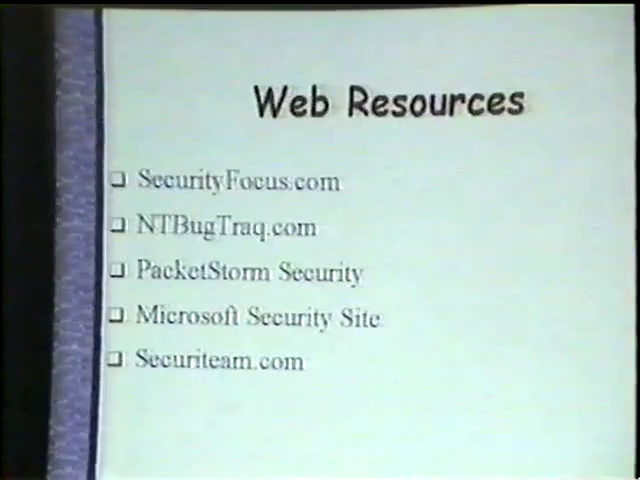 Web Resources
SecurityFocus.com
NTBugTraq.com
PacketStorm Security
Microsoft Security Site
Securiteam.com